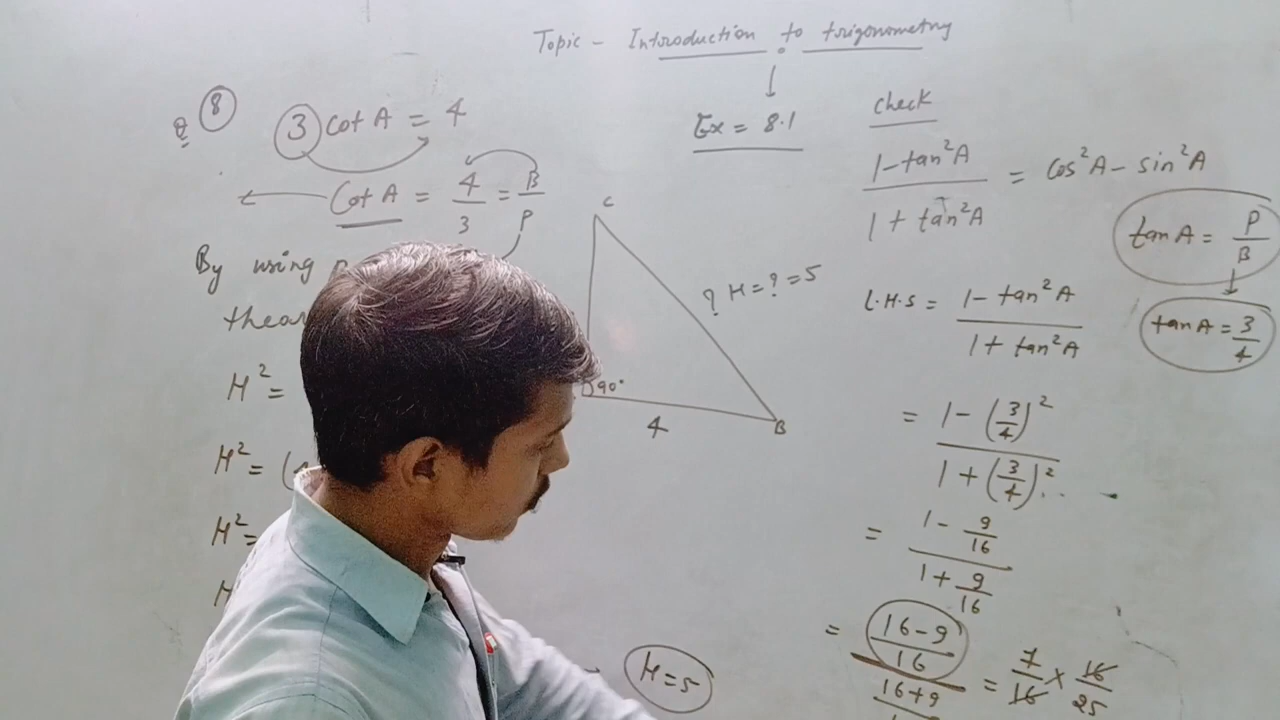 Topic - Introduction to trigonometry
Ex = 8.1
Q 8 3 cot A = 4
Cot A = 4/3 = B/P
By using
H² =
H² = (
H² =
H
C
90°
4
B
? H = ? = 5
H = 5
check
1 - tan²A / 1 + tan²A = Cos²A - sin²A
tan A = P/B
tan A = 3/4
L.H.S = 1 - tan²A / 1 + tan²A
= 1 - (3/4)² / 1 + (3/4)²
= 1 - 9/16 / 1 + 9/16
= 16-9/16 / 16+9 = 7/16 × 16/25